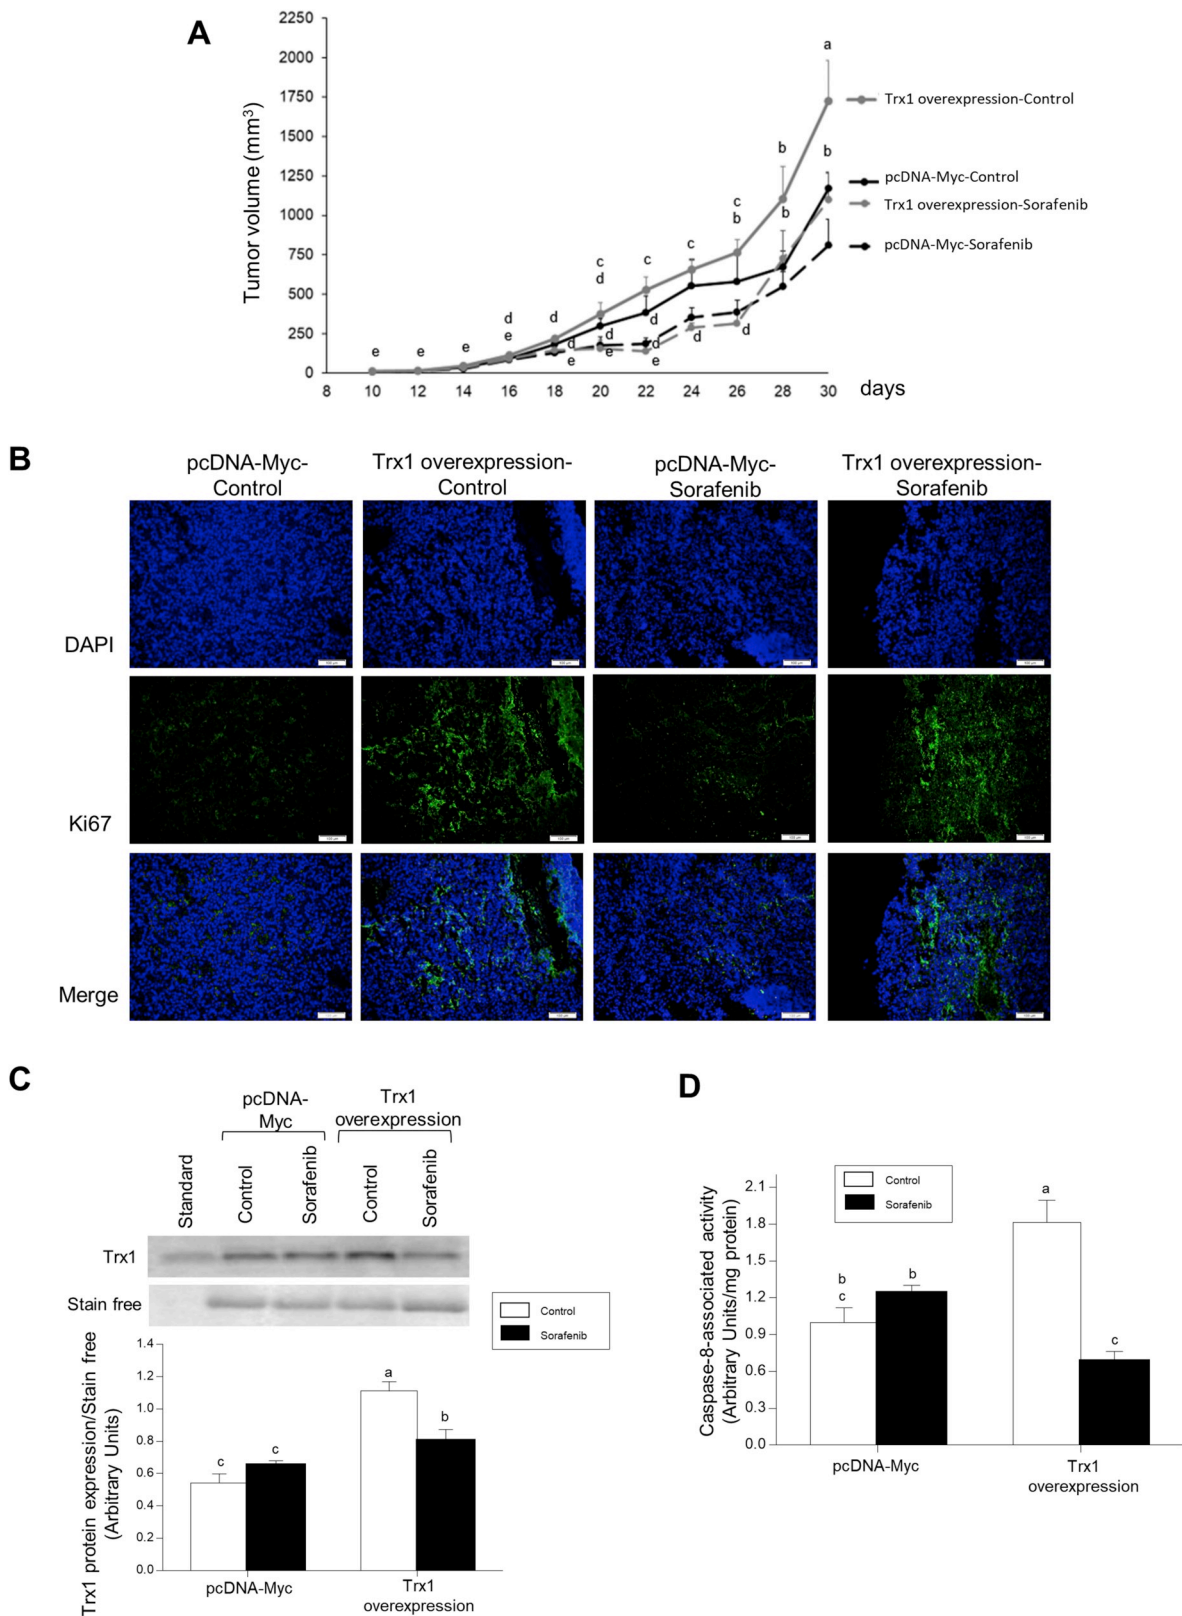 A
Tumor volume (mm³)
2250
2000
1750
1500
1250
1000
750
500
250
0
8 10 12 14 16 18 20 22 24 26 28 30 days
a
b
b
c
b
b
c
c
c
d
d
d
e
e
e
e
d
e
d
e
d
d
e
d
d
Trx1 overexpression-Control
pcDNA-Myc-Control
Trx1 overexpression-Sorafenib
pcDNA-Myc-Sorafenib
B
pcDNA-Myc-
Control
Trx1 overexpression-
Control
pcDNA-Myc-
Sorafenib
Trx1 overexpression-
Sorafenib
DAPI
Ki67
Merge
C
pcDNA-
Myc
Trx1
overexpression
Standard
Control
Sorafenib
Control
Sorafenib
Trx1
Stain free
Control
Sorafenib
Trx1 protein expression/Stain free
(Arbitrary Units)
1.4
1.2
1.0
0.8
0.6
0.4
0.2
0.0
c
c
a
b
pcDNA-Myc
Trx1
overexpression
D
Control
Sorafenib
Caspase-8-associated activity
(Arbitrary Units/mg protein)
2.1
1.8
1.5
1.2
0.9
0.6
0.3
0.0
b
c
b
a
c
pcDNA-Myc
Trx1
overexpression